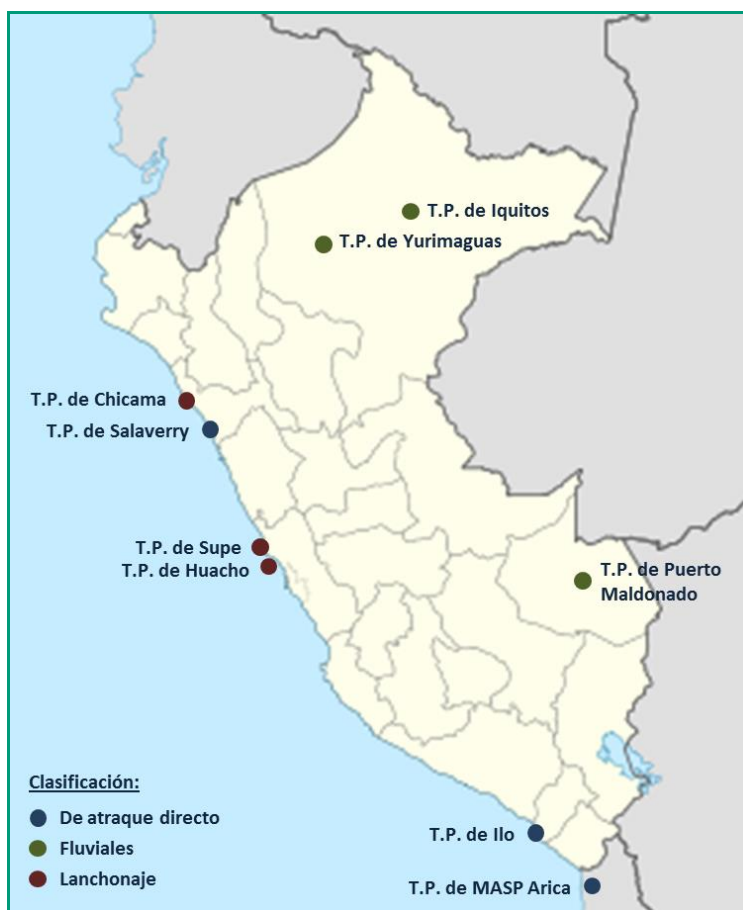 T.P. de Iquitos
T.P. de Yurimaguas
T.P. de Chicama
T.P. de Salaverry
T.P. de Supe
T.P. de Huacho
T.P. de Puerto
Maldonado
Clasificación:
De atraque directo
Fluviales
Lanchonaje
T.P. de Ilo
T.P. de MASP Arica